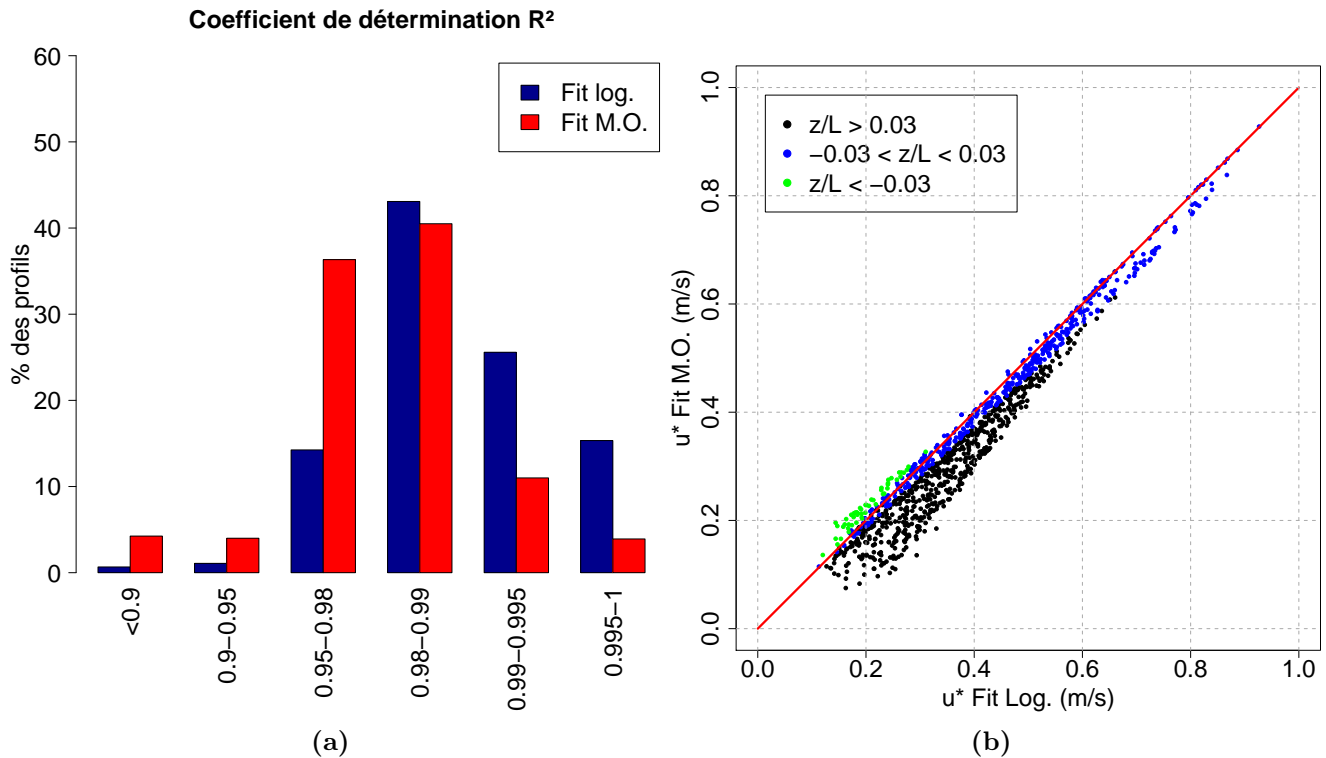 Coefficient de détermination R²
% des profils
60
50
40
30
20
10
0
Fit log.
Fit M.O.
<0.9
0.9−0.95
0.95−0.98
0.98−0.99
0.99−0.995
0.995−1
(a)
u* Fit M.O. (m/s)
1.0
0.8
0.6
0.4
0.2
0.0
z/L > 0.03
−0.03 < z/L < 0.03
z/L < −0.03
0.0 0.2 0.4 0.6 0.8 1.0
u* Fit Log. (m/s)
(b)